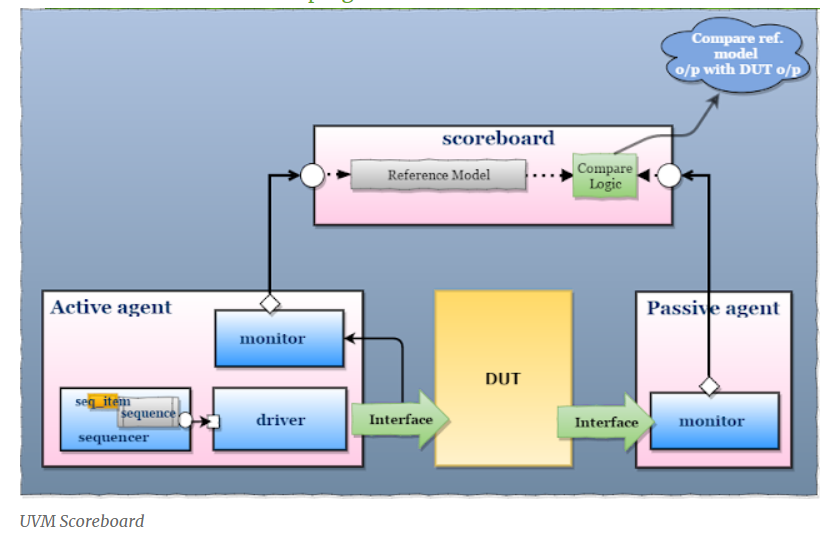 Compare ref.
model
o/p with DUT o/p
scoreboard
Reference Model
Compare
Logic
Active agent
monitor
seq_item
sequence
sequencer
driver
Interface
DUT
Interface
Passive agent
monitor
UVM Scoreboard